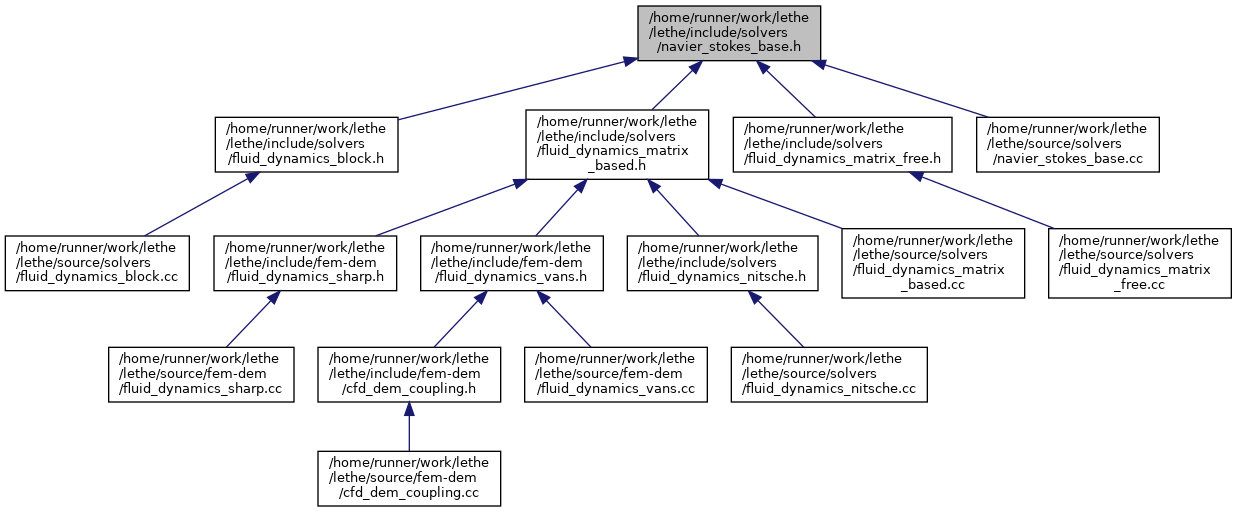 /home/runner/work/lethe
/lethe/include/solvers
/navier_stokes_base.h
/home/runner/work/lethe
/lethe/include/solvers
/fluid_dynamics_block.h
/home/runner/work/lethe
/lethe/include/solvers
/fluid_dynamics_matrix
_based.h
/home/runner/work/lethe
/lethe/include/solvers
/fluid_dynamics_matrix_free.h
/home/runner/work/lethe
/lethe/source/solvers
/navier_stokes_base.cc
/home/runner/work/lethe
/lethe/source/solvers
/fluid_dynamics_block.cc
/home/runner/work/lethe
/lethe/include/fem-dem
/fluid_dynamics_sharp.h
/home/runner/work/lethe
/lethe/include/fem-dem
/fluid_dynamics_vans.h
/home/runner/work/lethe
/lethe/include/solvers
/fluid_dynamics_nitsche.h
/home/runner/work/lethe
/lethe/source/solvers
/fluid_dynamics_matrix
_based.cc
/home/runner/work/lethe
/lethe/source/solvers
/fluid_dynamics_matrix
_free.cc
/home/runner/work/lethe
/lethe/source/fem-dem
/fluid_dynamics_sharp.cc
/home/runner/work/lethe
/lethe/include/fem-dem
/cfd_dem_coupling.h
/home/runner/work/lethe
/lethe/source/fem-dem
/fluid_dynamics_vans.cc
/home/runner/work/lethe
/lethe/source/solvers
/fluid_dynamics_nitsche.cc
/home/runner/work/lethe
/lethe/source/fem-dem
/cfd_dem_coupling.cc